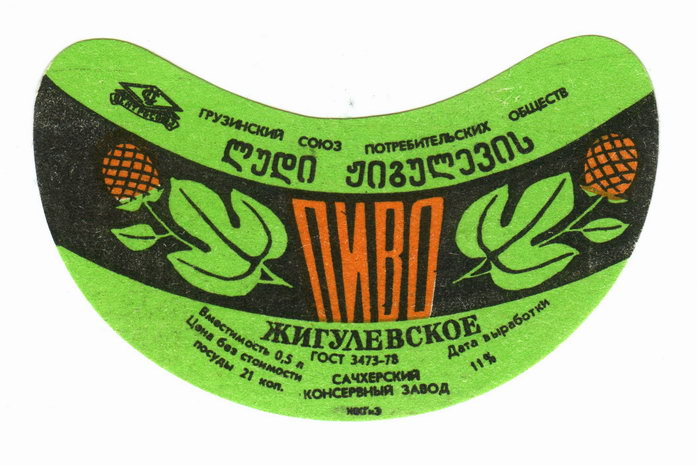 ГРУЗИНСКИЙ СОЮЗ ПОТРЕБИТЕЛЬСКИХ ОБЩЕСТВ
ლუდი ჟიგულევის
ПИВО
ЖИГУЛЕВСКОЕ
ГОСТ 3473-78
Вместимость 0,5 л
Цена без стоимости
посуды 21 коп.
САЧХЕРСКИЙ
КОНСЕРВНЫЙ ЗАВОД
Дата выработки
11%